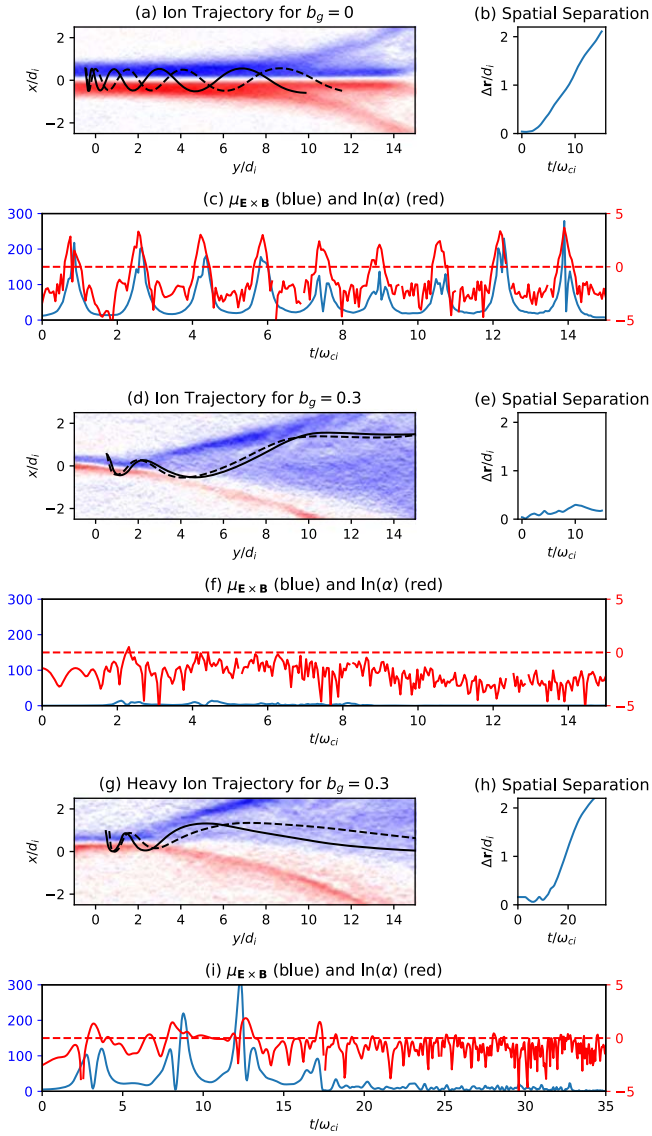 (a) Ion Trajectory for b_g = 0
(b) Spatial Separation
x/d_i
2
0
−2
0 2 4 6 8 10 12 14
y/d_i
Δr/d_i
2
1
0
0 10
t/ω_ci
(c) μ_E×B (blue) and ln(α) (red)
300
200
100
0
5
0
−5
0 2 4 6 8 10 12 14
t/ω_ci
(d) Ion Trajectory for b_g = 0.3
(e) Spatial Separation
x/d_i
2
0
−2
0 2 4 6 8 10 12 14
y/d_i
Δr/d_i
2
1
0
0 10
t/ω_ci
(f) μ_E×B (blue) and ln(α) (red)
300
200
100
0
5
0
−5
0 2 4 6 8 10 12 14
t/ω_ci
(g) Heavy Ion Trajectory for b_g = 0.3
(h) Spatial Separation
x/d_i
2
0
−2
0 2 4 6 8 10 12 14
y/d_i
Δr/d_i
2
1
0
0 20
t/ω_ci
(i) μ_E×B (blue) and ln(α) (red)
300
200
100
0
5
0
−5
0 5 10 15 20 25 30 35
t/ω_ci